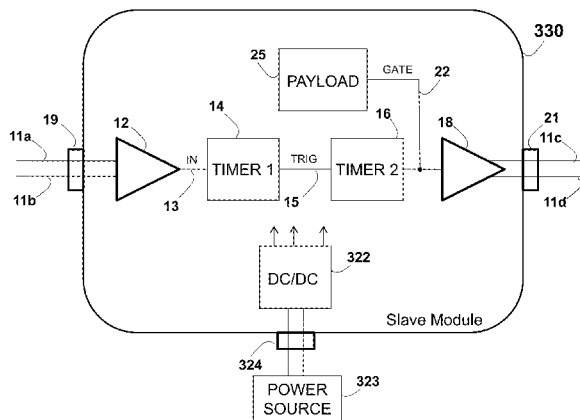 330
25
PAYLOAD
GATE
22
19
12
14
16
18
21
11a
11b
IN
13
TIMER 1
TRIG
15
TIMER 2
11c
11d
DC/DC
322
Slave Module
324
POWER
SOURCE
323